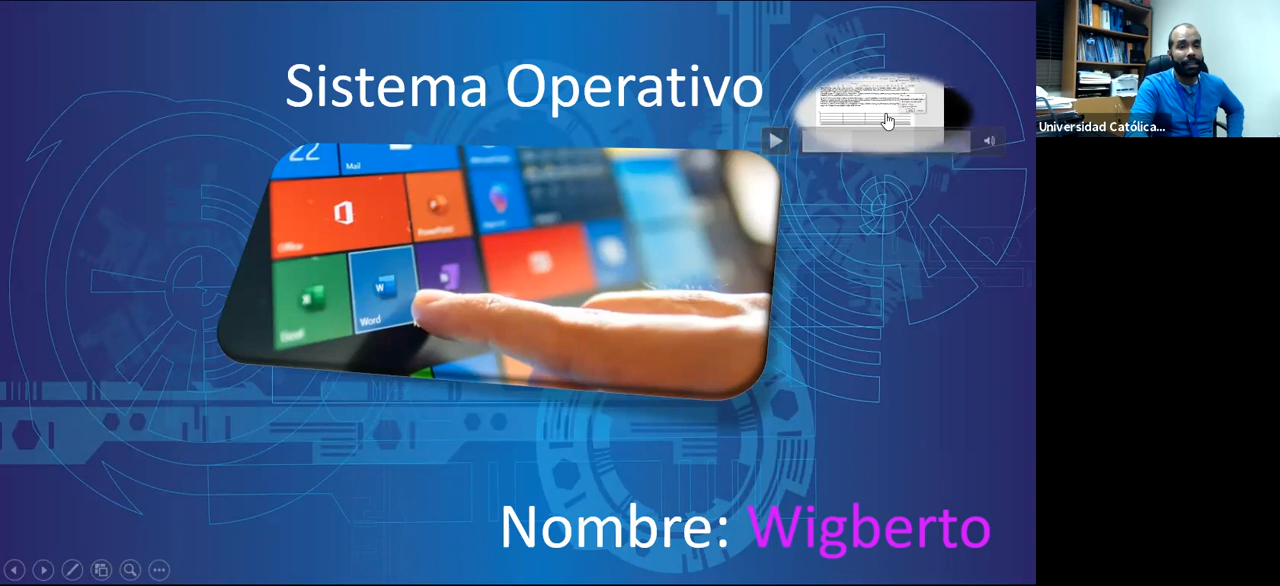 Sistema Operativo
Universidad Católica...
22
Mail
Office
PowerPoint
Excel
Word
Nombre: Wigberto